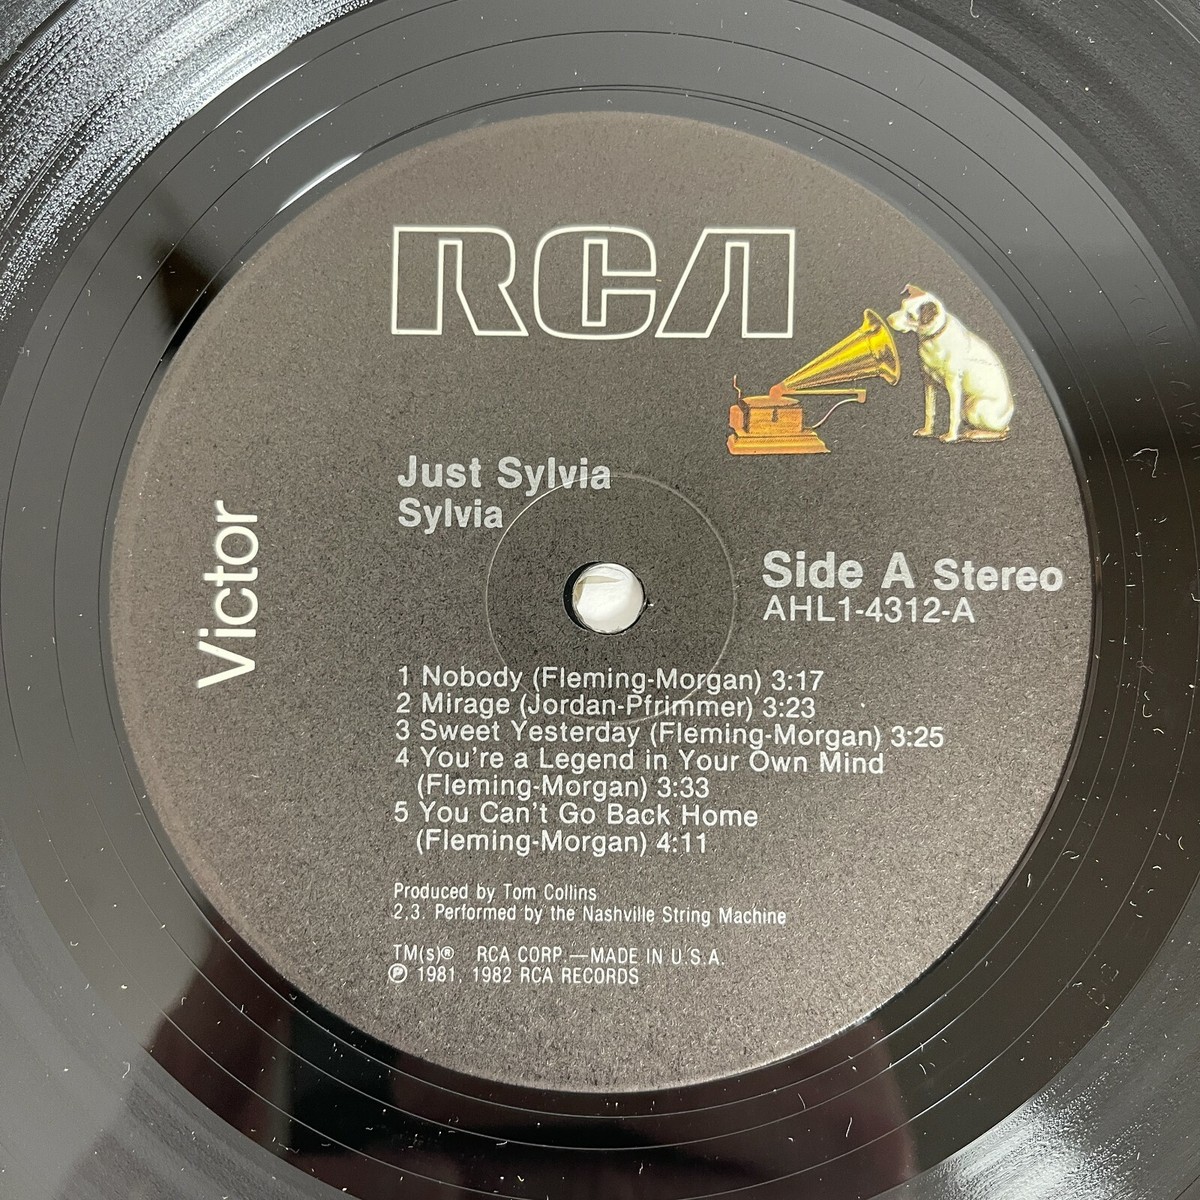 RCA
Victor
Just Sylvia
Sylvia
Side A Stereo
AHL1-4312-A
1 Nobody (Fleming-Morgan) 3:17
2 Mirage (Jordan-Pfrimmer) 3:23
3 Sweet Yesterday (Fleming-Morgan) 3:25
4 You're a Legend in Your Own Mind
(Fleming-Morgan) 3:33
5 You Can't Go Back Home
(Fleming-Morgan) 4:11
Produced by Tom Collins
2,3. Performed by the Nashville String Machine
TM(s)® RCA CORP.—MADE IN U.S.A.
℗ 1981, 1982 RCA RECORDS